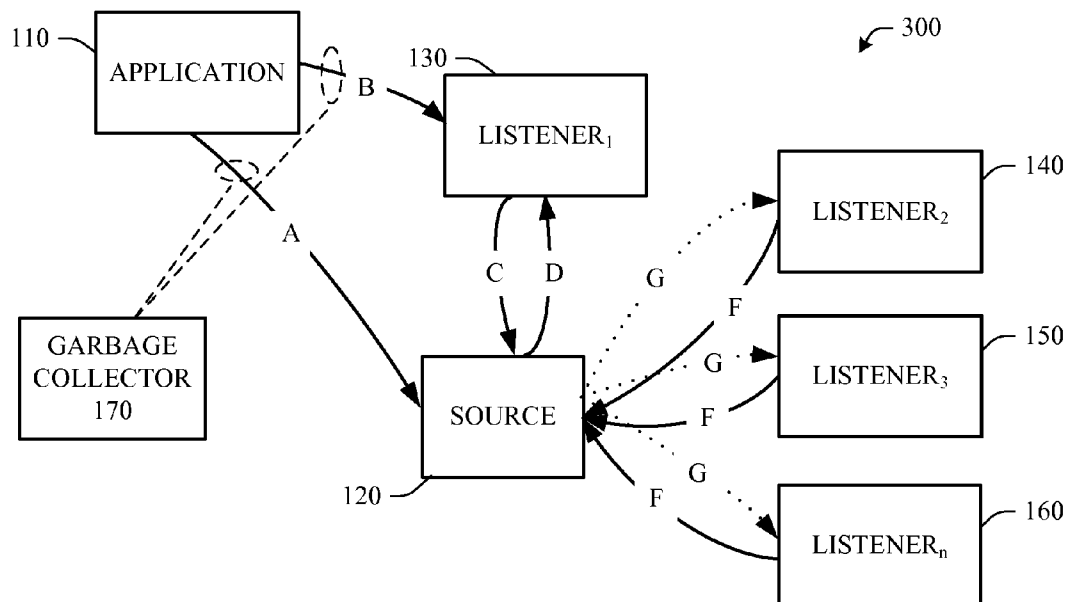 300
110
APPLICATION
B
130
LISTENER₁
140
LISTENER₂
A
C
D
G
F
GARBAGE
COLLECTOR
170
SOURCE
120
G
F
150
LISTENER₃
G
F
160
LISTENERₙ